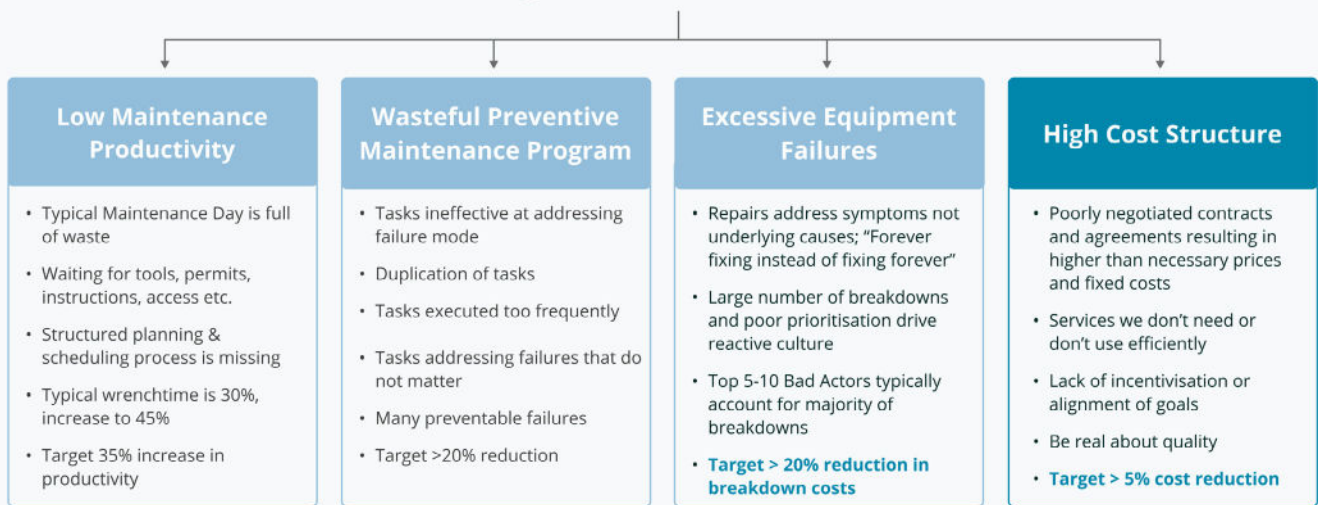 Low Maintenance
Productivity
• Typical Maintenance Day is full
of waste
• Waiting for tools, permits,
instructions, access etc.
• Structured planning &
scheduling process is missing
• Typical wrenchtime is 30%,
increase to 45%
• Target 35% increase in
productivity
Wasteful Preventive
Maintenance Program
• Tasks ineffective at addressing
failure mode
• Duplication of tasks
• Tasks executed too frequently
• Tasks addressing failures that do
not matter
• Many preventable failures
• Target >20% reduction
Excessive Equipment
Failures
• Repairs address symptoms not
underlying causes; “Forever
fixing instead of fixing forever”
• Large number of breakdowns
and poor prioritisation drive
reactive culture
• Top 5-10 Bad Actors typically
account for majority of
breakdowns
• Target > 20% reduction in
breakdown costs
High Cost Structure
• Poorly negotiated contracts
and agreements resulting in
higher than necessary prices
and fixed costs
• Services we don’t need or
don’t use efficiently
• Lack of incentivisation or
alignment of goals
• Be real about quality
• Target > 5% cost reduction